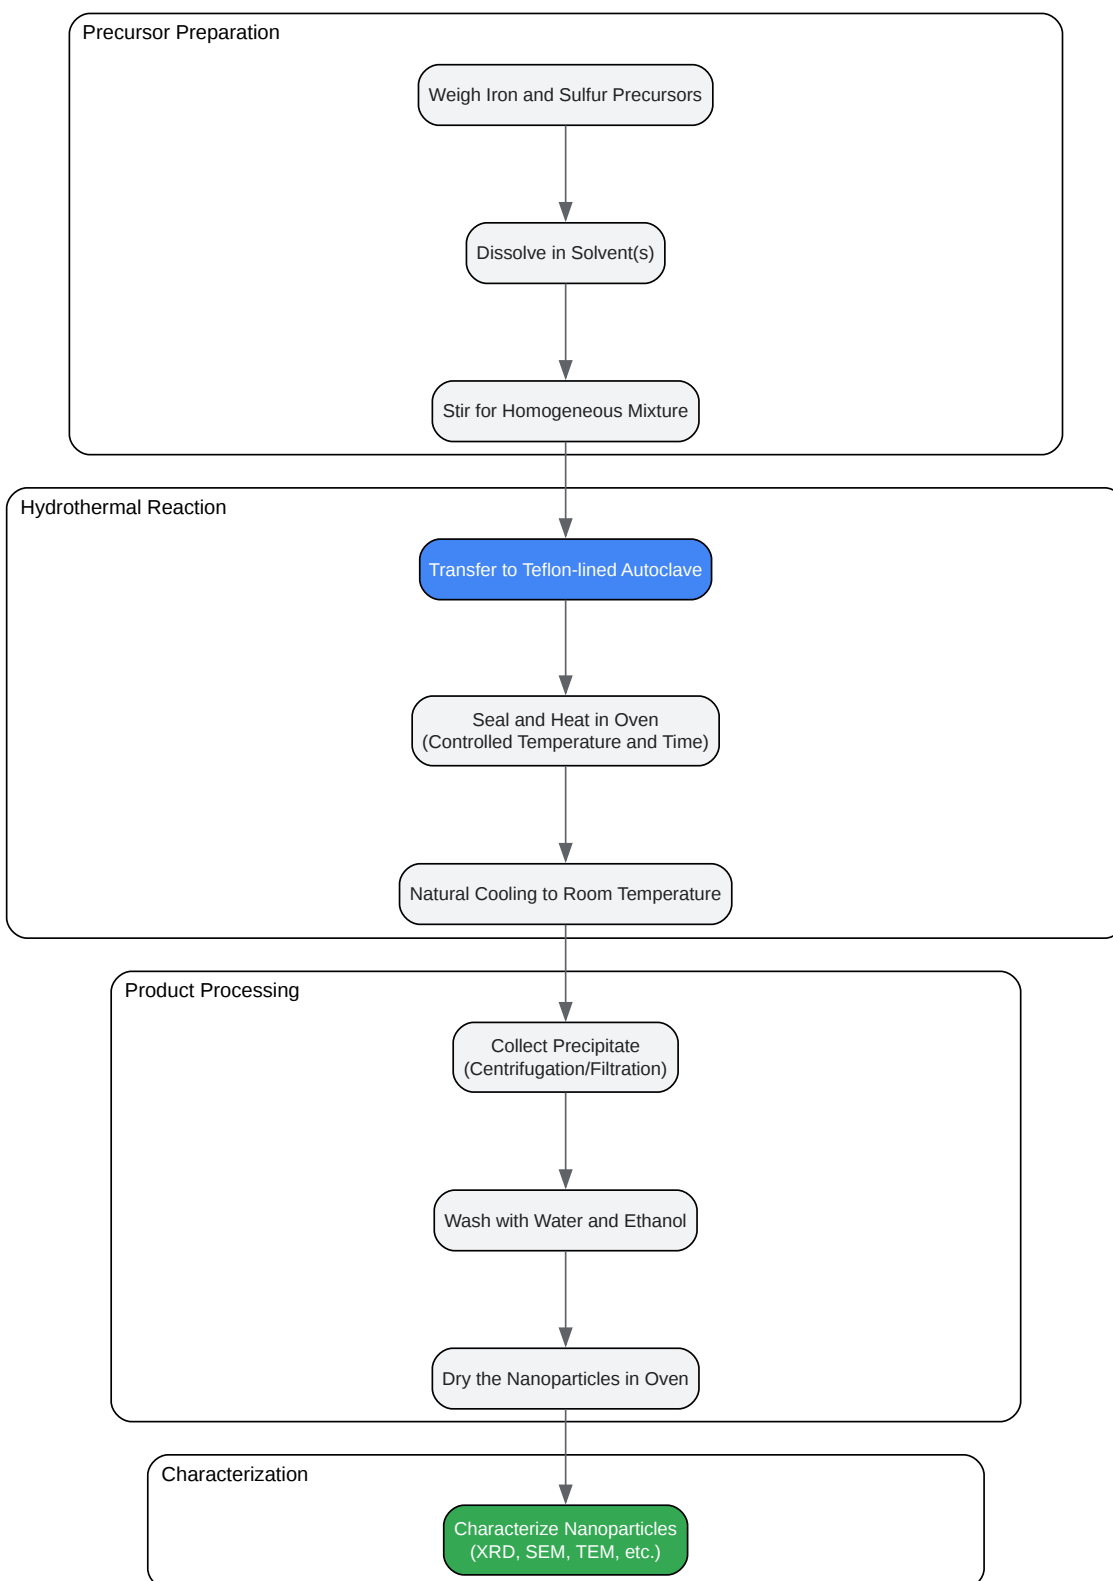 Precursor Preparation
Weigh Iron and Sulfur Precursors
Dissolve in Solvent(s)
Stir for Homogeneous Mixture
Hydrothermal Reaction
Transfer to Teflon-lined Autoclave
Seal and Heat in Oven
(Controlled Temperature and Time)
Natural Cooling to Room Temperature
Product Processing
Collect Precipitate
(Centrifugation/Filtration)
Wash with Water and Ethanol
Dry the Nanoparticles in Oven
Characterization
Characterize Nanoparticles
(XRD, SEM, TEM, etc.)